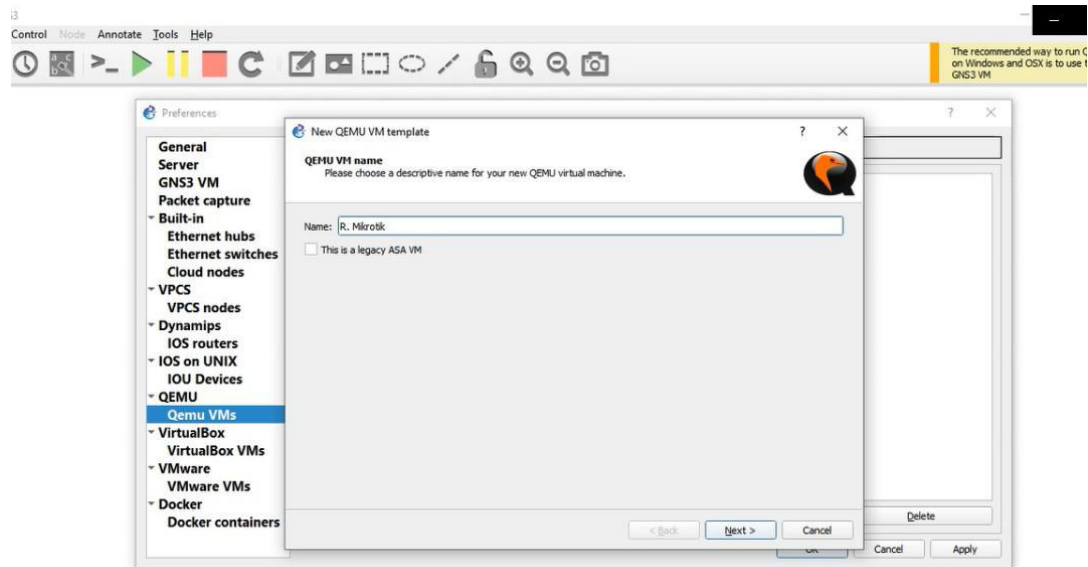 Control Node Annotate Tools Help
The recommended way to run
on Windows and OSX is to use
GNS3 VM
Preferences
General
Server
GNS3 VM
Packet capture
Built-in
Ethernet hubs
Ethernet switches
Cloud nodes
VPCS
VPCS nodes
Dynamips
IOS routers
IOS on UNIX
IOU Devices
QEMU
Qemu VMs
VirtualBox
VirtualBox VMs
VMware
VMware VMs
Docker
Docker containers
New QEMU VM template
QEMU VM name
Please choose a descriptive name for your new QEMU virtual machine.
Name: R. Mikrotik
This is a legacy ASA VM
< Back Next > Cancel
Delete
OK Cancel Apply